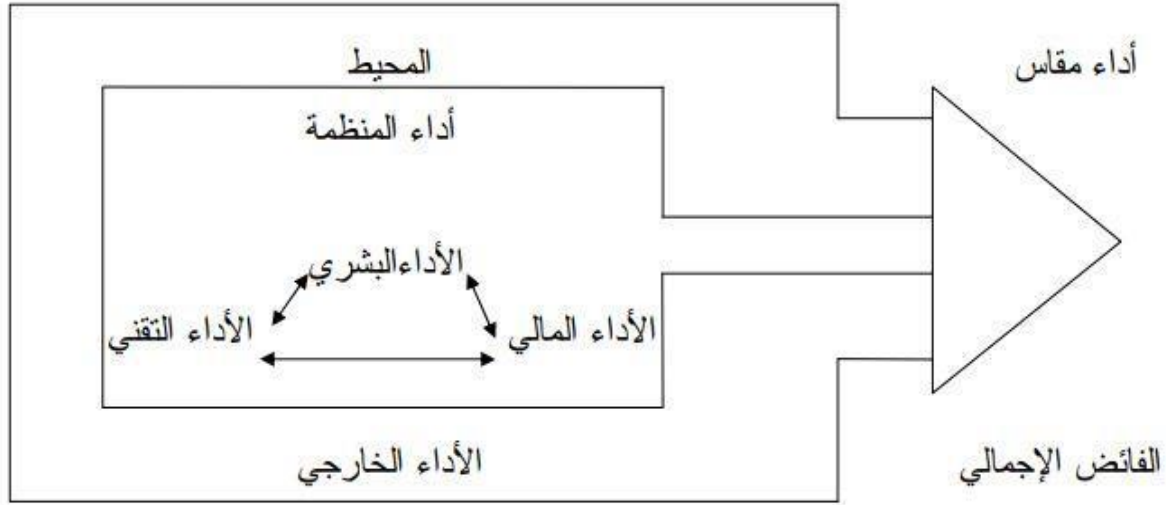 أداء مقاس
المحيط
أداء المنظمة
الأداءالبشري
الأداء المالي
الأداء التقني
الأداء الخارجي
الفائض الإجمالي